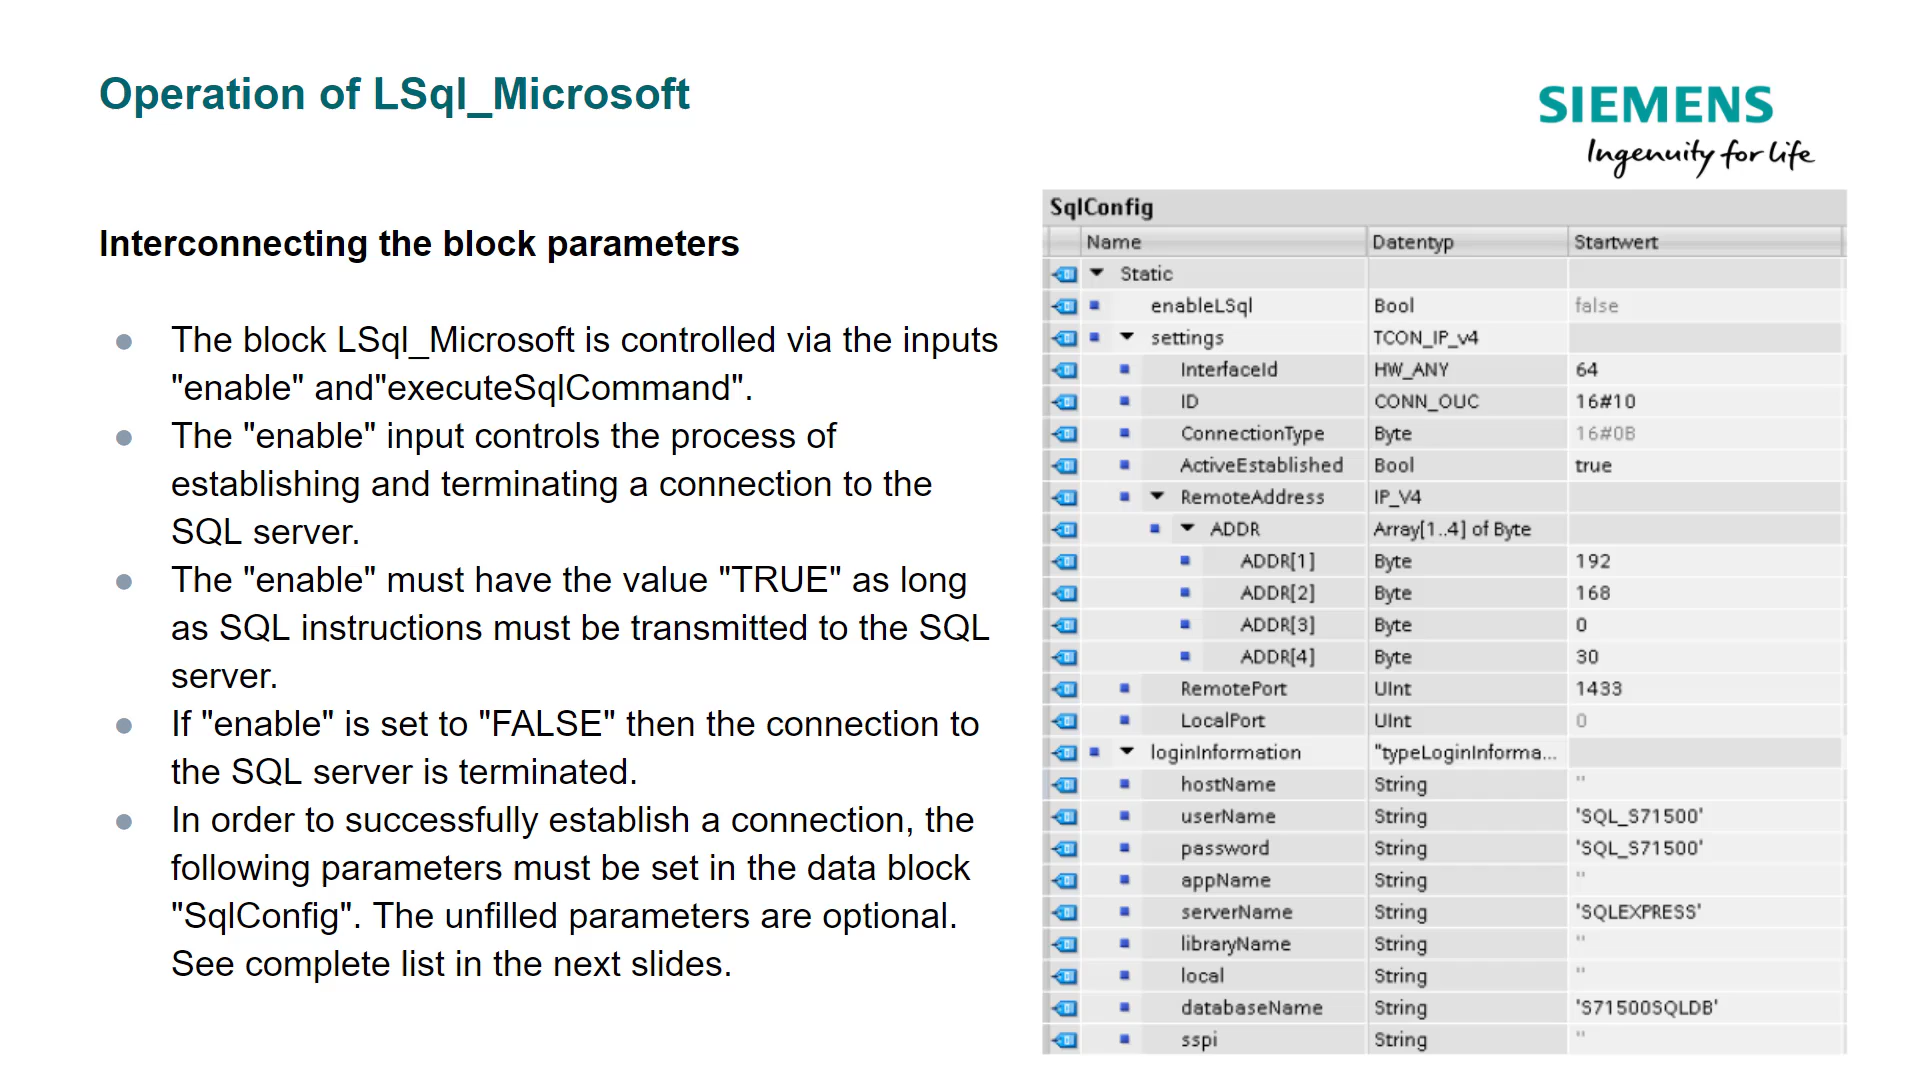 Operation of LSql_Microsoft
SIEMENS
Ingenuity for life
Interconnecting the block parameters
The block LSql_Microsoft is controlled via the inputs
"enable" and"executeSqlCommand".
The "enable" input controls the process of
establishing and terminating a connection to the
SQL server.
The "enable" must have the value "TRUE" as long
as SQL instructions must be transmitted to the SQL
server.
If "enable" is set to "FALSE" then the connection to
the SQL server is terminated.
In order to successfully establish a connection, the
following parameters must be set in the data block
"SqlConfig". The unfilled parameters are optional.
See complete list in the next slides.
SqlConfig
Name Datentyp Startwert
Static
enableLSql Bool false
settings TCON_IP_v4
InterfaceId HW_ANY 64
ID CONN_OUC 16#10
ConnectionType Byte 16#0B
ActiveEstablished Bool true
RemoteAddress IP_V4
ADDR Array[1..4] of Byte
ADDR[1] Byte 192
ADDR[2] Byte 168
ADDR[3] Byte 0
ADDR[4] Byte 30
RemotePort UInt 1433
LocalPort UInt 0
loginInformation "typeLoginInforma...
hostName String ''
userName String 'SQL_S71500'
password String 'SQL_S71500'
appName String ''
serverName String 'SQLEXPRESS'
libraryName String ''
local String ''
databaseName String 'S71500SQLDB'
sspi String ''